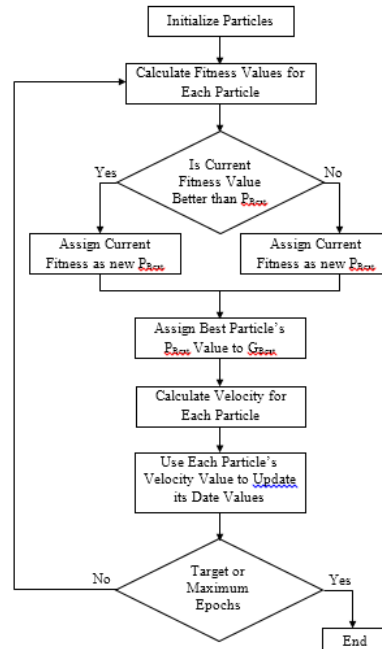 Initialize Particles
Calculate Fitness Values for
Each Particle
Is Current
Fitness Value
Better than PBest
Yes
No
Assign Current
Fitness as new PBest
Assign Current
Fitness as new PBest
Assign Best Particle's
PBest Value to GBest
Calculate Velocity for
Each Particle
Use Each Particle's
Velocity Value to Update
its Date Values
Target or
Maximum
Epochs
No
Yes
End